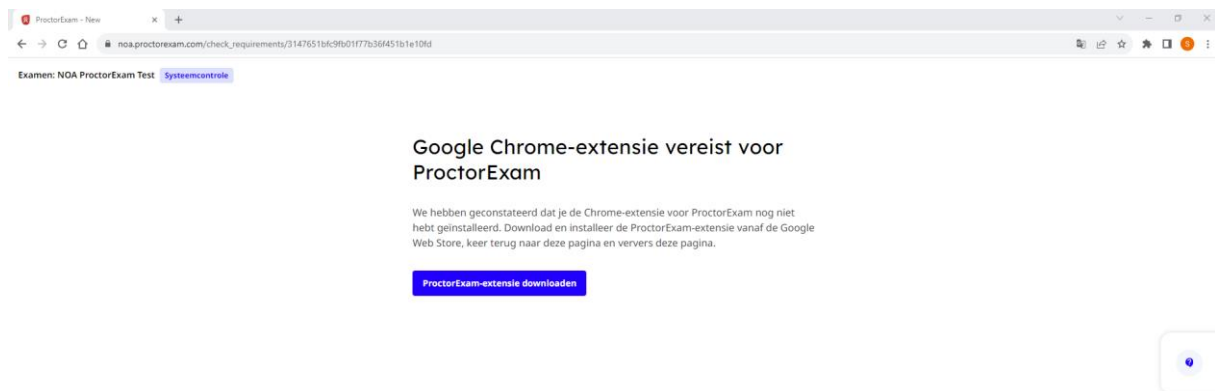 ProctorExam - New
noa.proctorexam.com/check_requirements/3147651bfc9fb01f77b36f451b1e10fd
S
Examen: NOA ProctorExam Test Systeemcontrole
Google Chrome-extensie vereist voor
ProctorExam
We hebben geconstateerd dat je de Chrome-extensie voor ProctorExam nog niet
hebt geïnstalleerd. Download en installeer de ProctorExam-extensie vanaf de Google
Web Store, keer terug naar deze pagina en ververs deze pagina.
ProctorExam-extensie downloaden